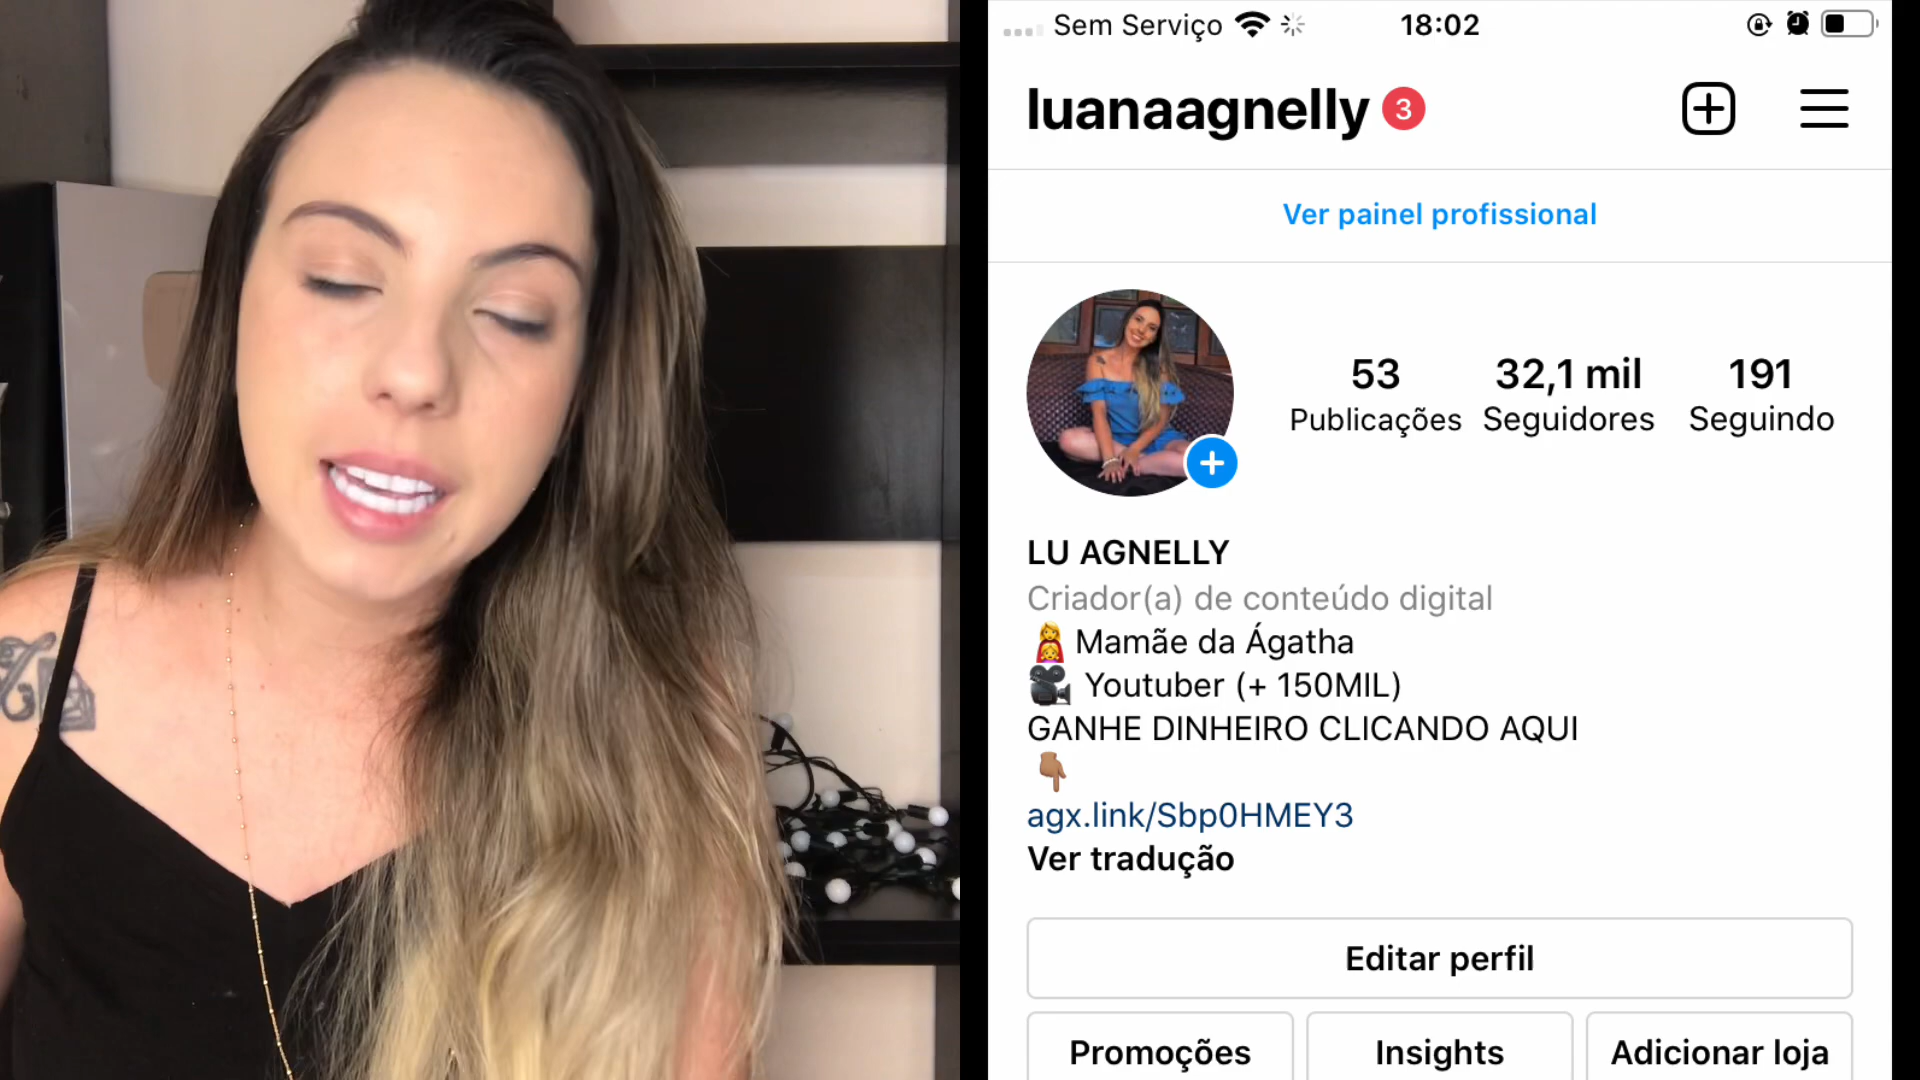 Sem Serviço 18:02
luanaagnelly 3
Ver painel profissional
53 32,1 mil 191
Publicações Seguidores Seguindo
LU AGNELLY
Criador(a) de conteúdo digital
👩‍👧 Mamãe da Ágatha
🎥 Youtuber (+ 150MIL)
GANHE DINHEIRO CLICANDO AQUI
👇🏽
agx.link/Sbp0HMEY3
Ver tradução
Editar perfil
Promoções Insights Adicionar loja